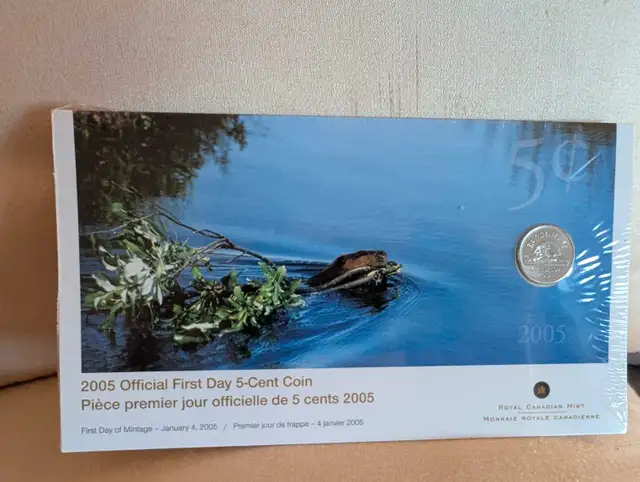 5¢
2005
2005 Official First Day 5-Cent Coin
Pièce premier jour officielle de 5 cents 2005
First Day of Mintage – January 4, 2005 / Premier jour de frappe – 4 janvier 2005
Royal Canadian Mint
Monnaie royale canadienne